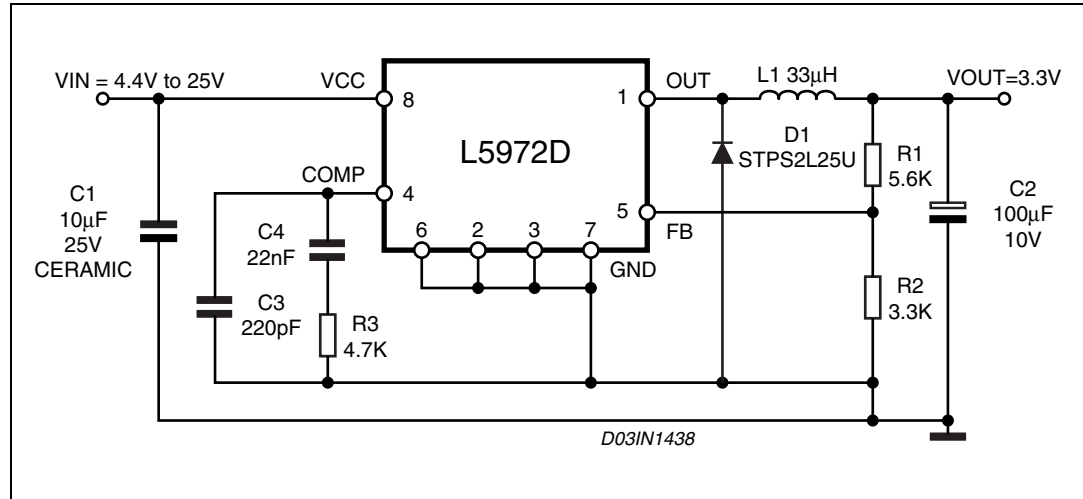 VIN = 4.4V to 25V
VCC
8
L5972D
1
OUT
L1 33μH
VOUT=3.3V
D1
STPS2L25U
R1
5.6K
COMP
4
5
FB
C1
10μF
25V
CERAMIC
C4
22nF
6
2
3
7
GND
C2
100μF
10V
C3
220pF
R3
4.7K
R2
3.3K
D03IN1438